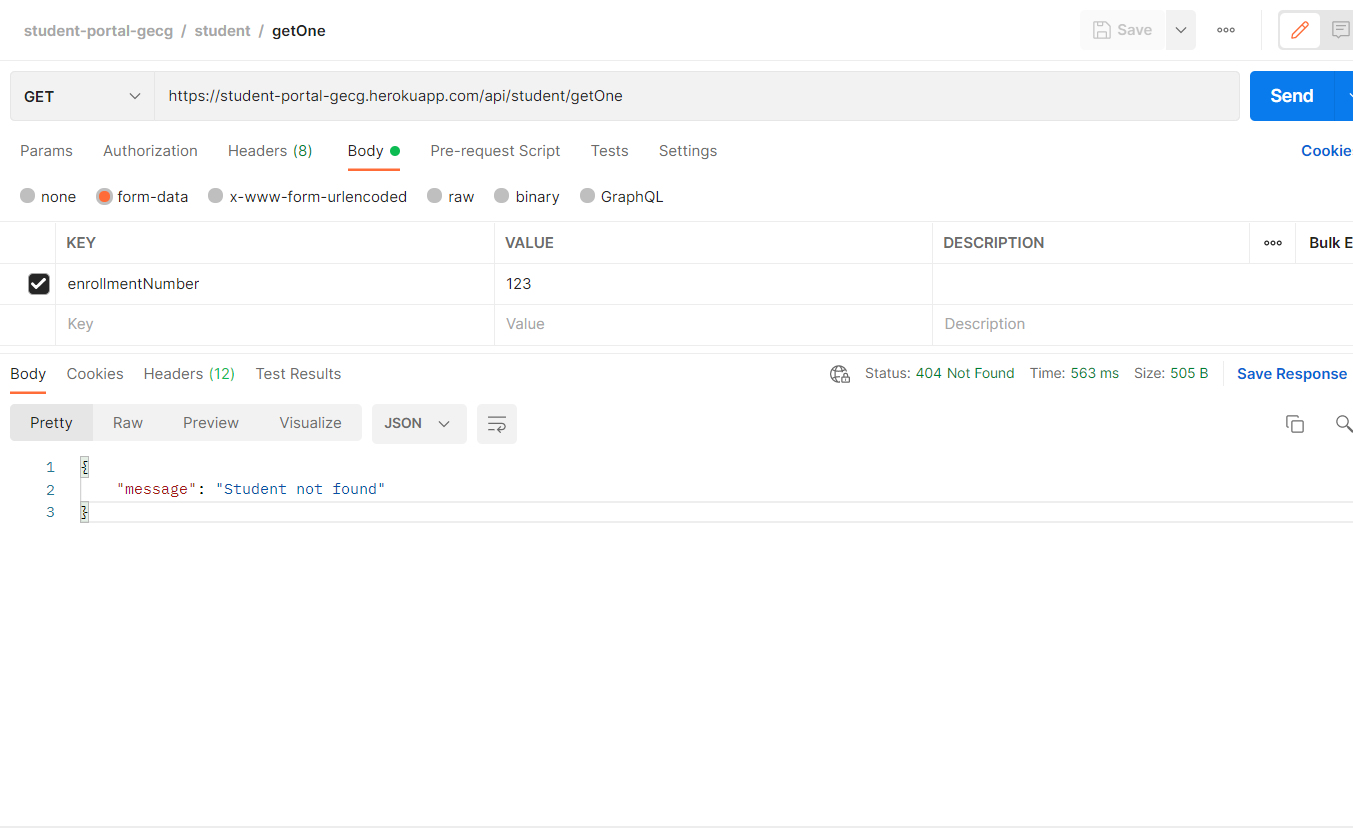 student-portal-gecg / student / getOne Save
GET https://student-portal-gecg.herokuapp.com/api/student/getOne Send
Params Authorization Headers (8) Body Pre-request Script Tests Settings Cookie
none form-data x-www-form-urlencoded raw binary GraphQL
KEY VALUE DESCRIPTION Bulk E
enrollmentNumber 123
Key Value Description
Body Cookies Headers (12) Test Results Status: 404 Not Found Time: 563 ms Size: 505 B Save Response
Pretty Raw Preview Visualize JSON
1 {
2 "message": "Student not found"
3 }